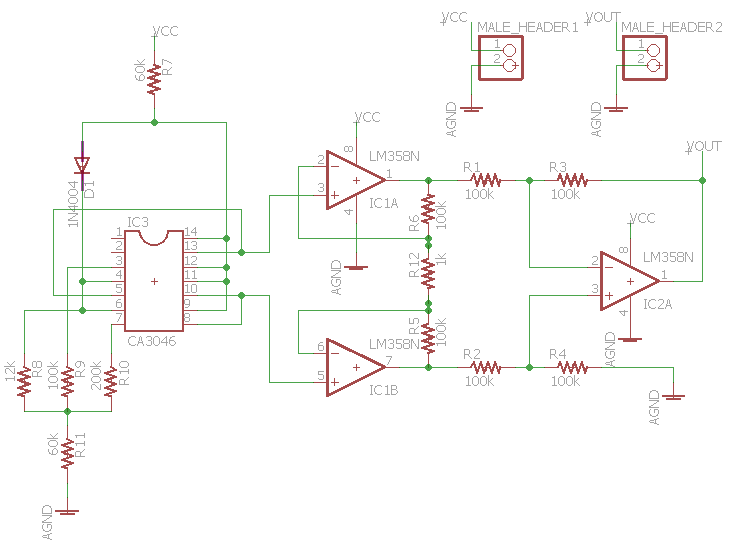 VCC
VOUT
MALE_HEADER1
MALE_HEADER2
1
2
1
2
AGND
AGND
VCC
60k
R7
VCC
8
LM358N
2
3
1
4
IC1A
AGND
1N4004
D1
R1
100k
R3
100k
VOUT
R6
100k
R12
1k
R5
100k
IC3
1
2
3
4
5
6
7
14
13
12
11
10
9
8
CA3046
VCC
8
LM358N
2
3
1
4
IC2A
AGND
LM358N
6
5
7
IC1B
R2
100k
R4
100k
AGND
12k
R8
100k
R9
200k
R10
60k
R11
AGND